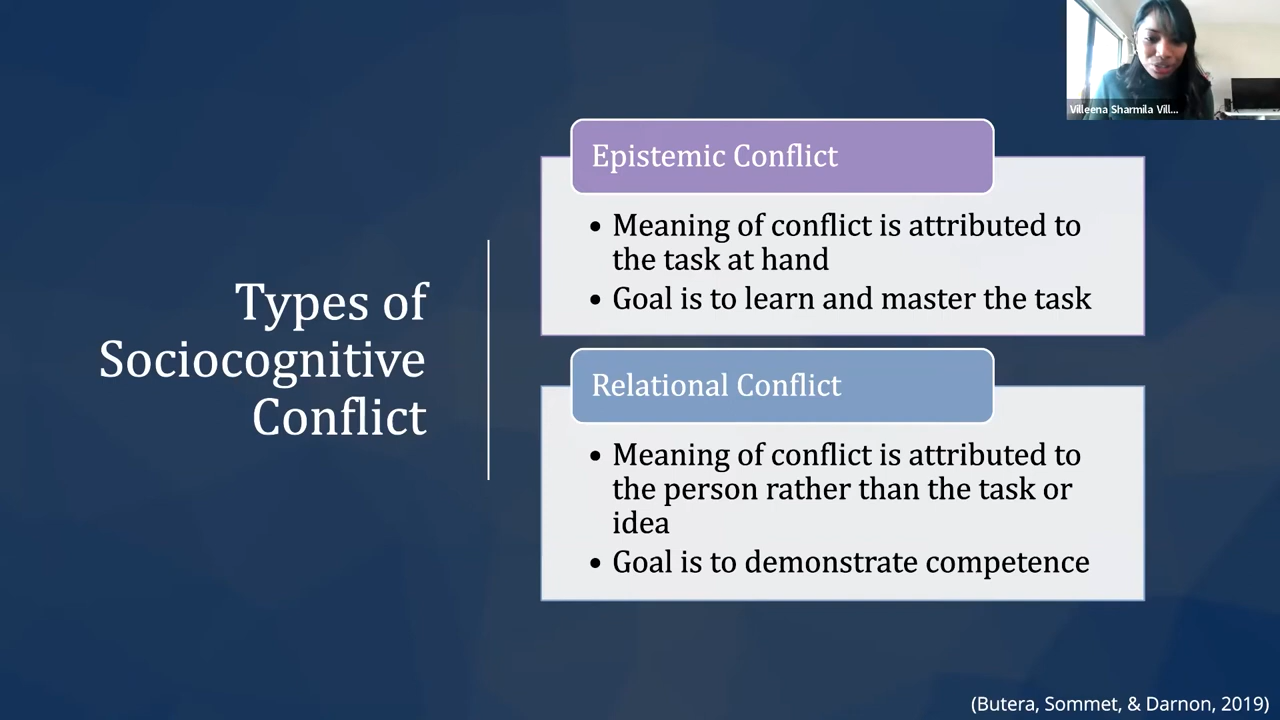 Villeena Sharmila Vill...
Types of
Sociocognitive
Conflict
Epistemic Conflict
• Meaning of conflict is attributed to
the task at hand
• Goal is to learn and master the task
Relational Conflict
• Meaning of conflict is attributed to
the person rather than the task or
idea
• Goal is to demonstrate competence
(Butera, Sommet, & Darnon, 2019)